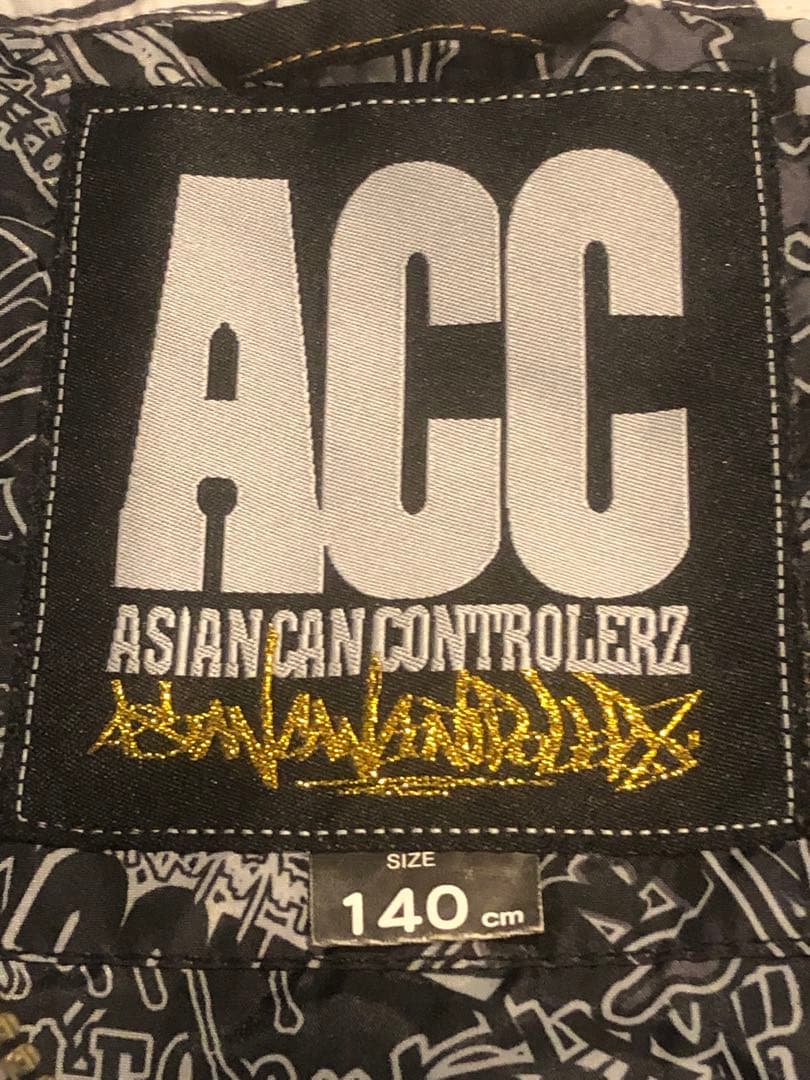 ACC
ASIAN CAN CONTROLERZ
SIZE
140 cm